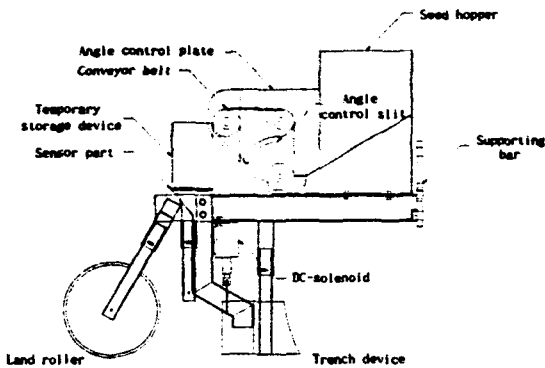 Seed hopper
Angle control plate
Conveyor belt
Angle
control slit
Temporary
storage device
Sensor part
Supporting
bar
DC-solenoid
Land roller
Trench device